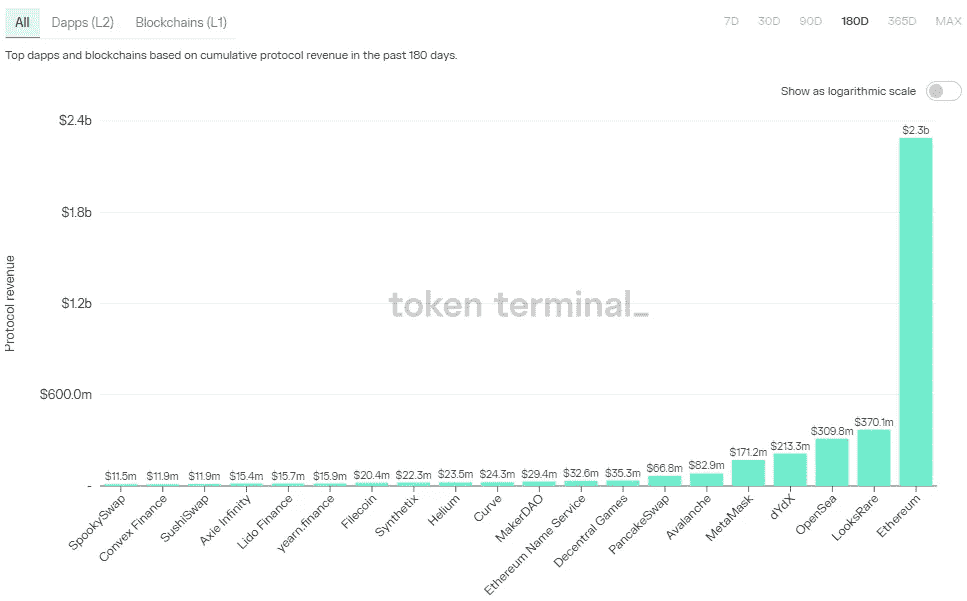 All Dapps (L2) Blockchains (L1) 7D 30D 90D 180D 365D MAX
Top dapps and blockchains based on cumulative protocol revenue in the past 180 days.
Show as logarithmic scale
Protocol revenue
$2.4b
$1.8b
$1.2b
$600.0m
-
token terminal_
$11.5m $11.9m $11.9m $15.4m $15.7m $15.9m $20.4m $22.3m $23.5m $24.3m $29.4m $32.6m $35.3m $66.8m $82.9m $171.2m $213.3m $309.8m $370.1m $2.3b
SpookySwap Convex Finance SushiSwap Axie Infinity Lido Finance yearn.finance Filecoin Synthetix Helium Curve MakerDAO Ethereum Name Service Decentral Games PancakeSwap Avalanche MetaMask dYdX OpenSea LooksRare Ethereum